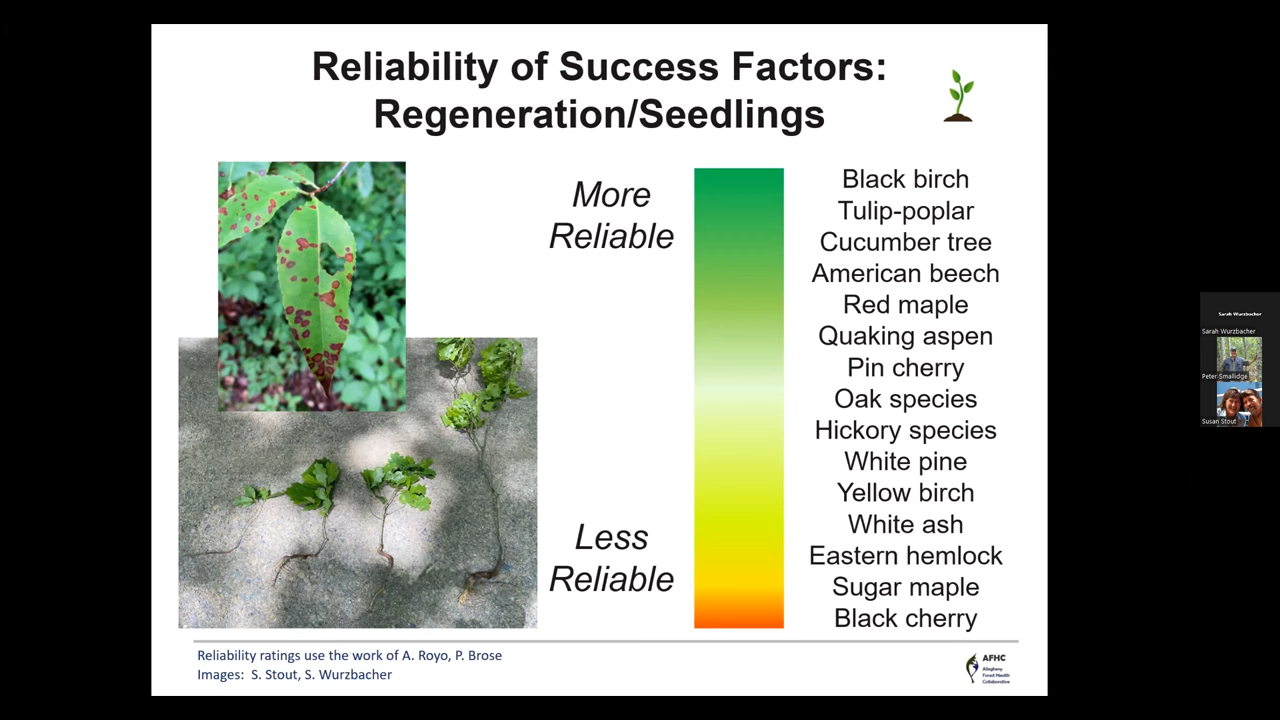 Reliability of Success Factors:
Regeneration/Seedlings
More
Reliable
Less
Reliable
Black birch
Tulip-poplar
Cucumber tree
American beech
Red maple
Quaking aspen
Pin cherry
Oak species
Hickory species
White pine
Yellow birch
White ash
Eastern hemlock
Sugar maple
Black cherry
Reliability ratings use the work of A. Royo, P. Brose
Images:  S. Stout, S. Wurzbacher
AFHC
Allegheny
Forest Health
Collaborative
Sarah Wurzbacher
Sarah Wurzbacher
Peter Smallidge
Susan Stout